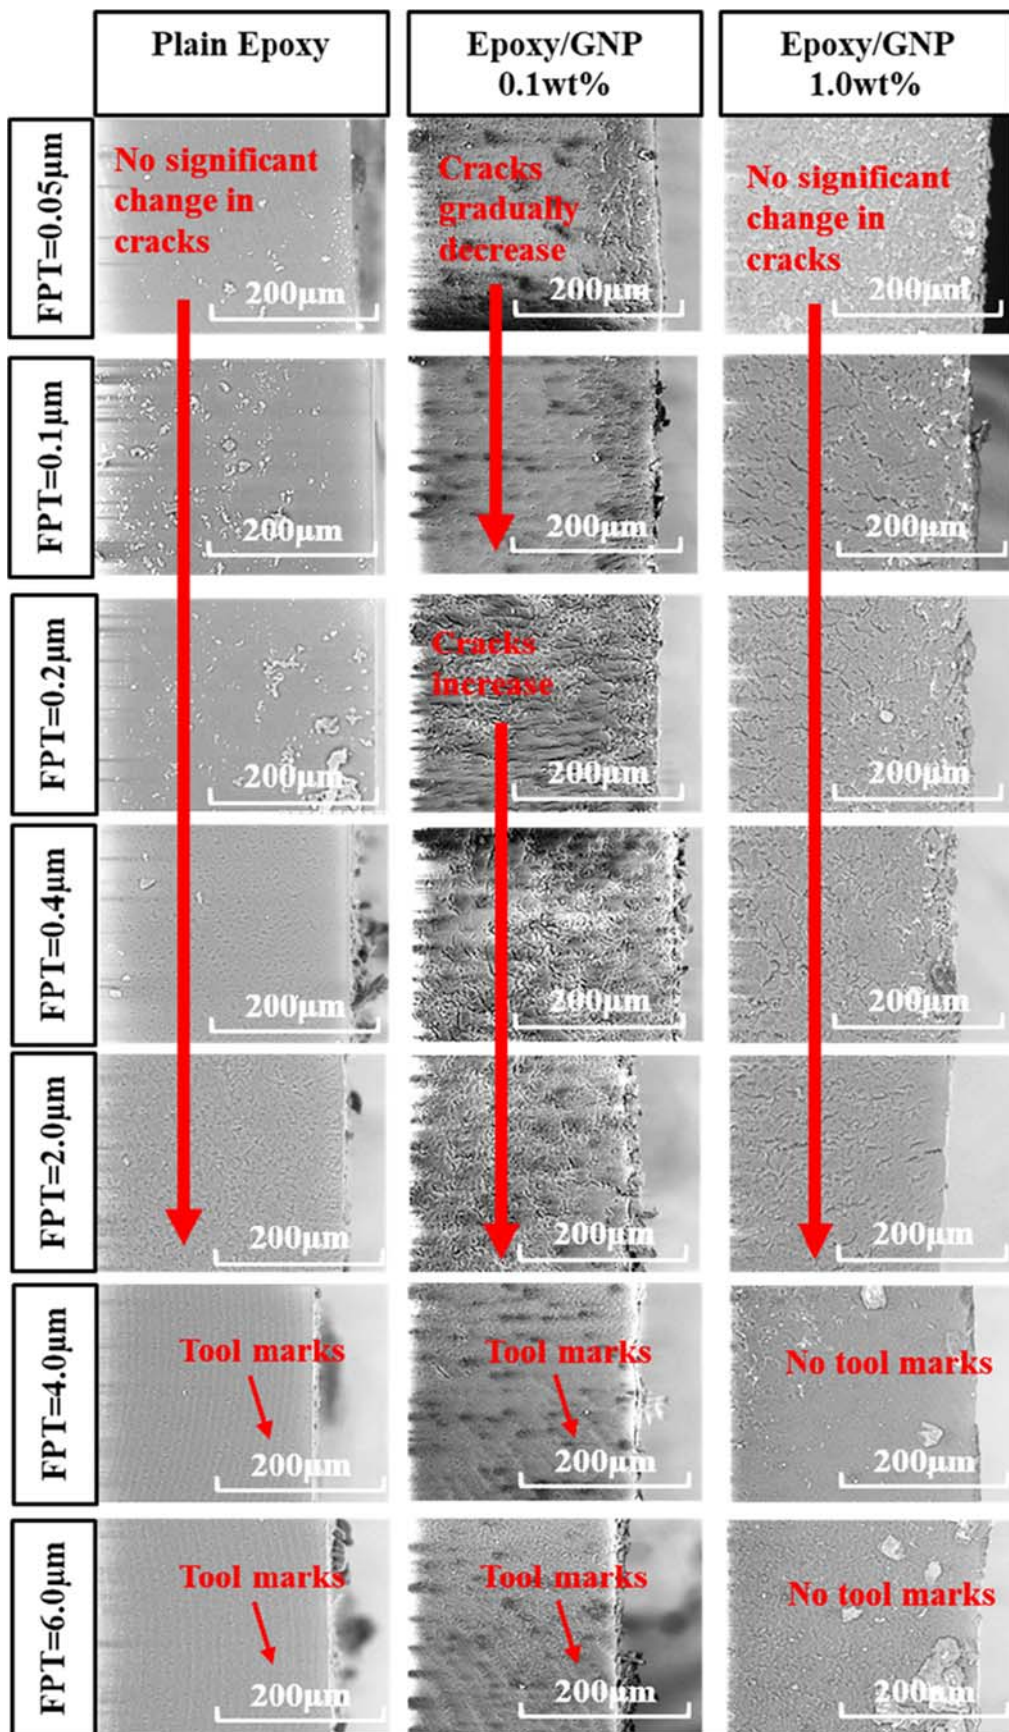 Plain Epoxy
Epoxy/GNP
0.1wt%
Epoxy/GNP
1.0wt%
FPT=0.05μm
No significant
change in
cracks
200μm
Cracks
gradually
decrease
200μm
No significant
change in
cracks
200μm
FPT=0.1μm
200μm
200μm
200μm
FPT=0.2μm
200μm
Cracks
increase
200μm
200μm
FPT=0.4μm
200μm
200μm
200μm
FPT=2.0μm
200μm
200μm
200μm
FPT=4.0μm
Tool marks
200μm
Tool marks
200μm
No tool marks
200μm
FPT=6.0μm
Tool marks
200μm
Tool marks
200μm
No tool marks
200μm